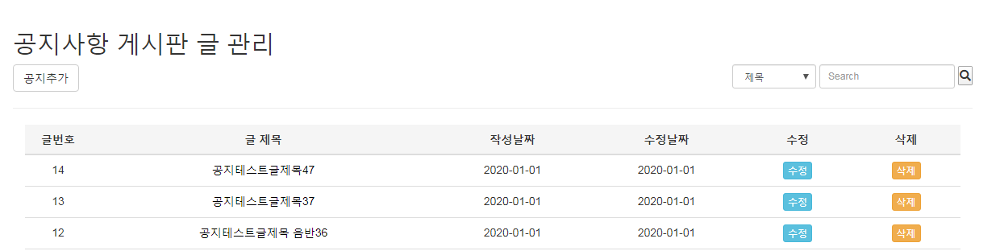 공지사항 게시판 글 관리
공지추가 제목 ▼ Search
글번호 글 제목 작성날짜 수정날짜 수정 삭제
14 공지테스트글제목47 2020-01-01 2020-01-01 수정 삭제
13 공지테스트글제목37 2020-01-01 2020-01-01 수정 삭제
12 공지테스트글제목 음반36 2020-01-01 2020-01-01 수정 삭제